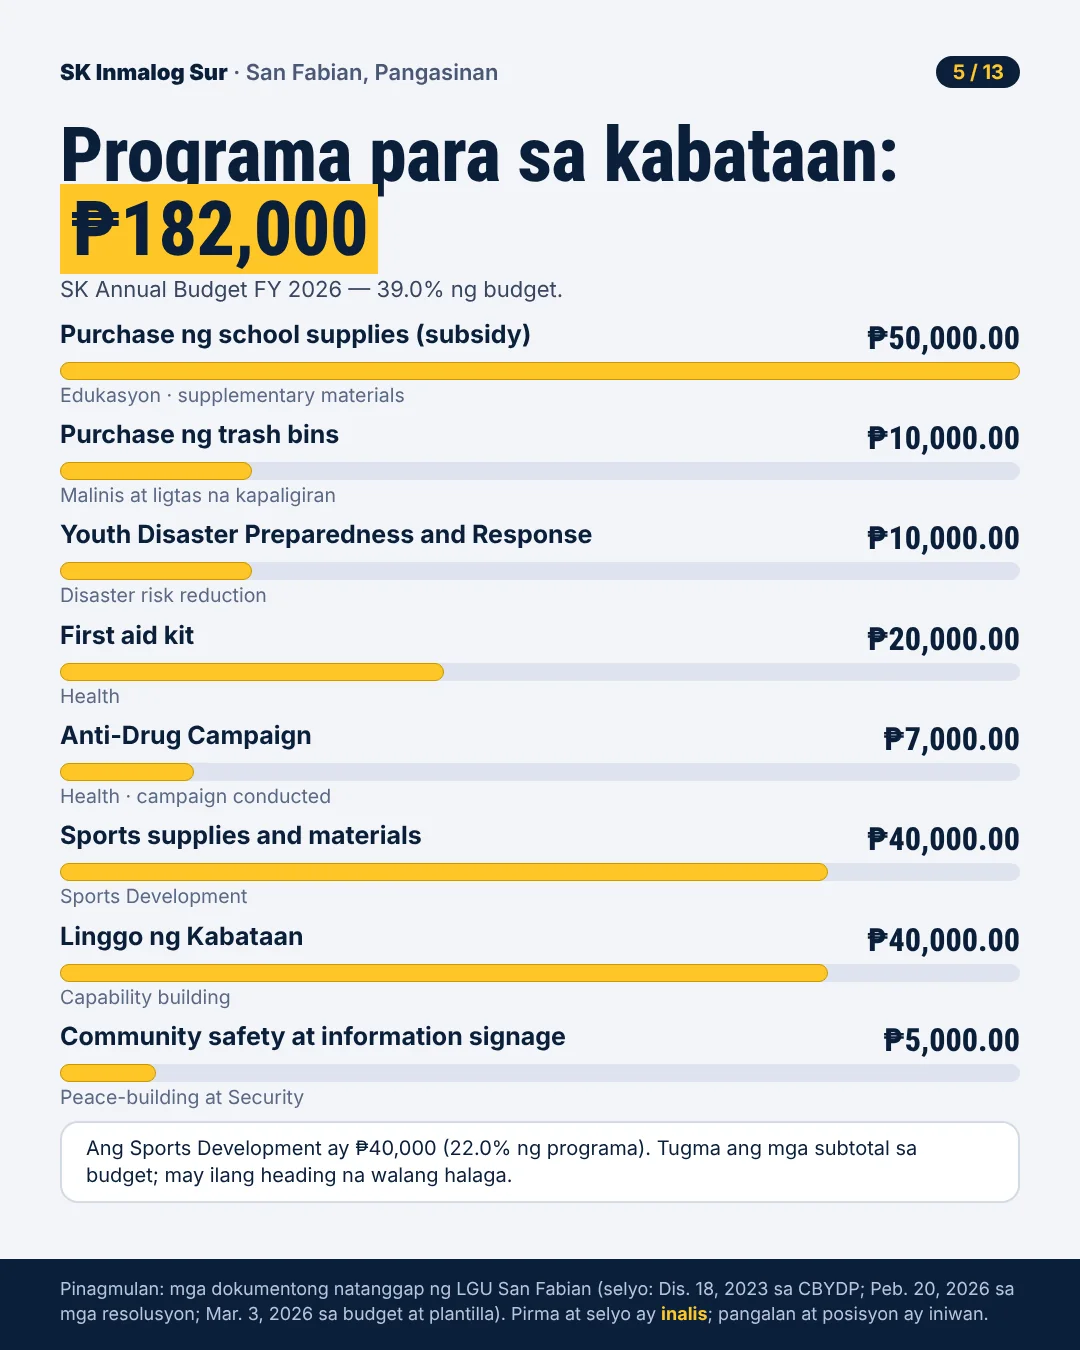 SK Inmalog Sur · San Fabian, Pangasinan
5 / 13
Programa para sa kabataan:
₱182,000
SK Annual Budget FY 2026 — 39.0% ng budget.
Purchase ng school supplies (subsidy)
₱50,000.00
Edukasyon · supplementary materials
Purchase ng trash bins
₱10,000.00
Malinis at ligtas na kapaligiran
Youth Disaster Preparedness and Response
₱10,000.00
Disaster risk reduction
First aid kit
₱20,000.00
Health
Anti-Drug Campaign
₱7,000.00
Health · campaign conducted
Sports supplies and materials
₱40,000.00
Sports Development
Linggo ng Kabataan
₱40,000.00
Capability building
Community safety at information signage
₱5,000.00
Peace-building at Security
Ang Sports Development ay ₱40,000 (22.0% ng programa). Tugma ang mga subtotal sa
budget; may ilang heading na walang halaga.
Pinagmulan: mga dokumentong natanggap ng LGU San Fabian (selyo: Dis. 18, 2023 sa CBYDP; Peb. 20, 2026 sa
mga resolusyon; Mar. 3, 2026 sa budget at plantilla). Pirma at selyo ay inalis; pangalan at posisyon ay iniwan.